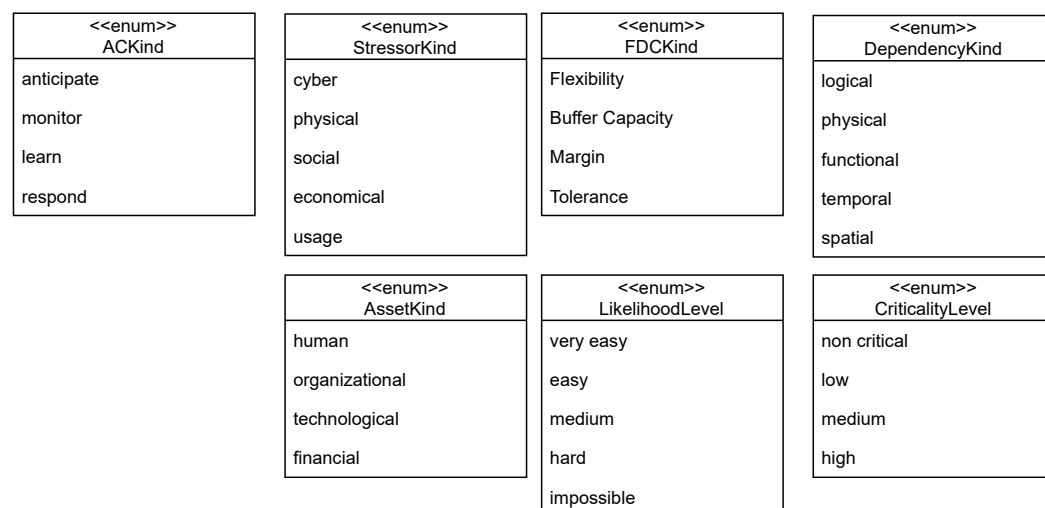 <<enum>>
ACKind
anticipate
monitor
learn
respond
<<enum>>
StressorKind
cyber
physical
social
economical
usage
<<enum>>
FDCKind
Flexibility
Buffer Capacity
Margin
Tolerance
<<enum>>
DependencyKind
logical
physical
functional
temporal
spatial
<<enum>>
AssetKind
human
organizational
technological
financial
<<enum>>
LikelihoodLevel
very easy
easy
medium
hard
impossible
<<enum>>
CriticalityLevel
non critical
low
medium
high